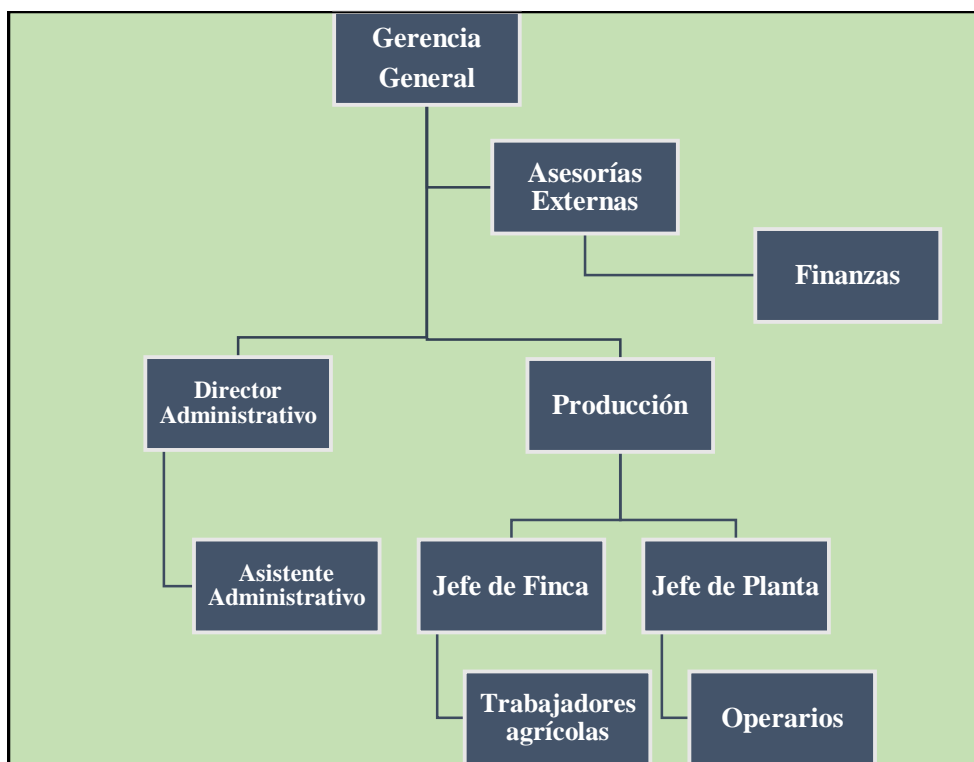 Gerencia
General
Asesorías
Externas
Finanzas
Director
Administrativo
Producción
Asistente
Administrativo
Jefe de Finca
Jefe de Planta
Trabajadores
agrícolas
Operarios